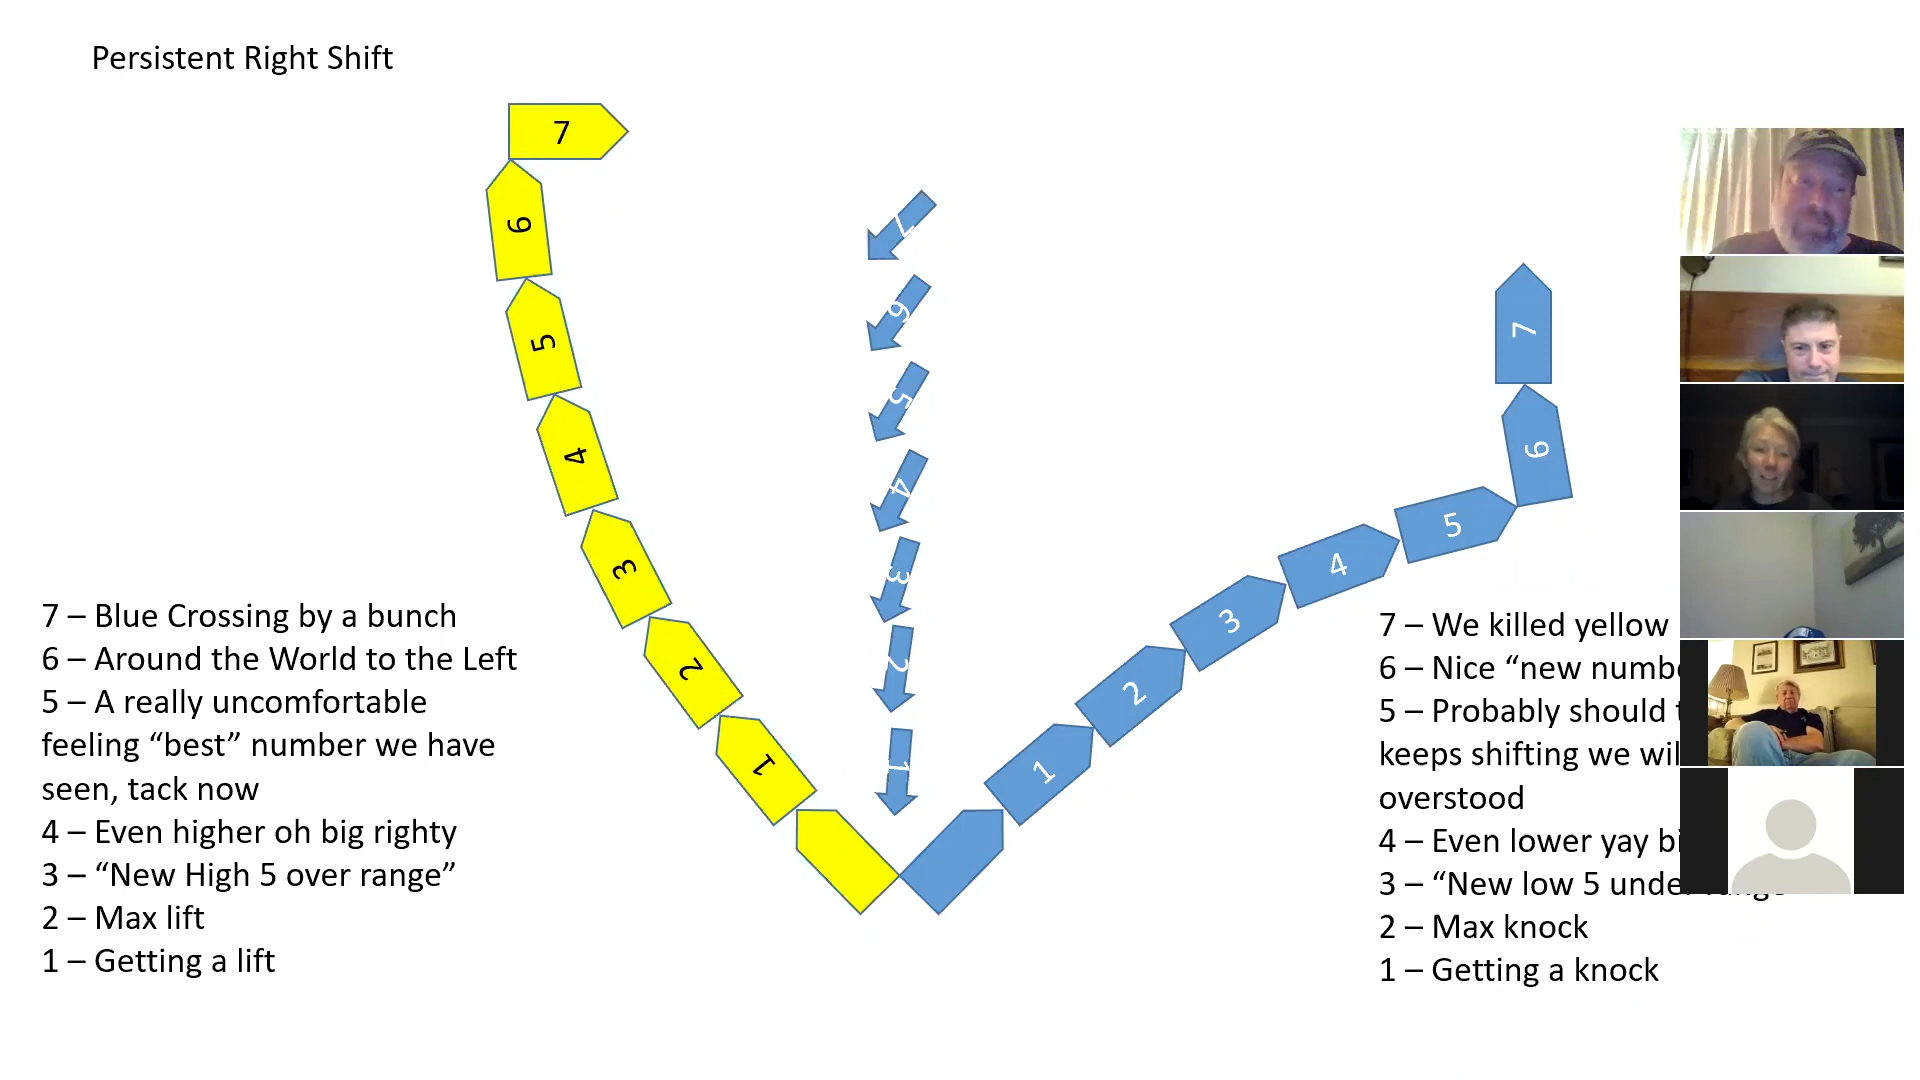 Persistent Right Shift
7
6
5
4
3
2
1
7
6
5
4
3
2
1
7
6
5
4
3
2
1
7 – Blue Crossing by a bunch
6 – Around the World to the Left
5 – A really uncomfortable
feeling “best” number we have
seen, tack now
4 – Even higher oh big righty
3 – “New High 5 over range”
2 – Max lift
1 – Getting a lift
7 – We killed yellow
6 – Nice “new
5 – Probably should
keeps shifting we
overstood
4 – Even lower yay
3 – “New low 5
2 – Max knock
1 – Getting a knock